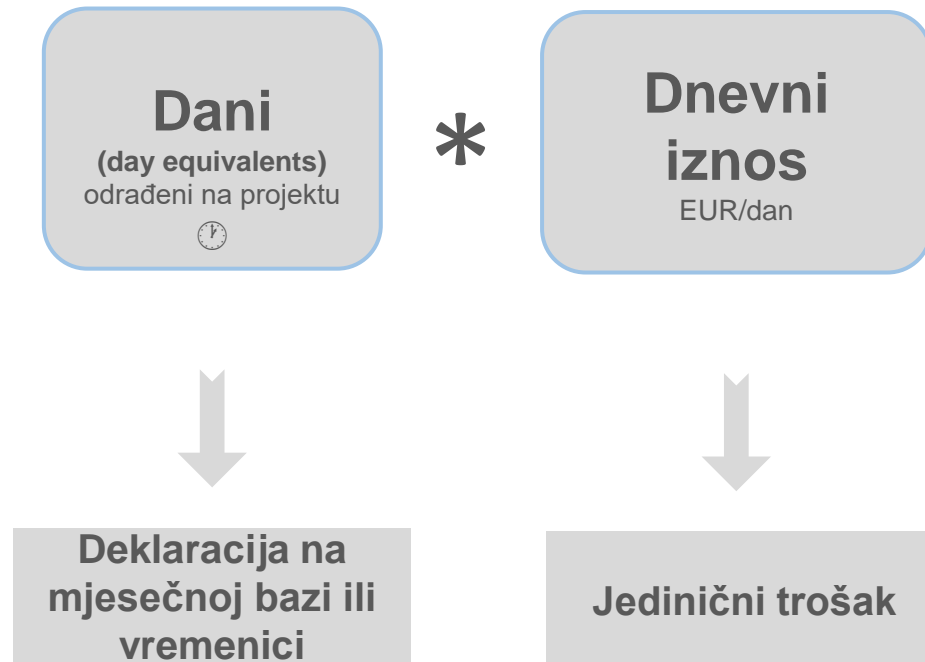 Dani
(day equivalents)
odrađeni na projektu
*
Dnevni
iznos
EUR/dan
Deklaracija na
mjesečnoj bazi ili
vremenici
Jedinični trošak